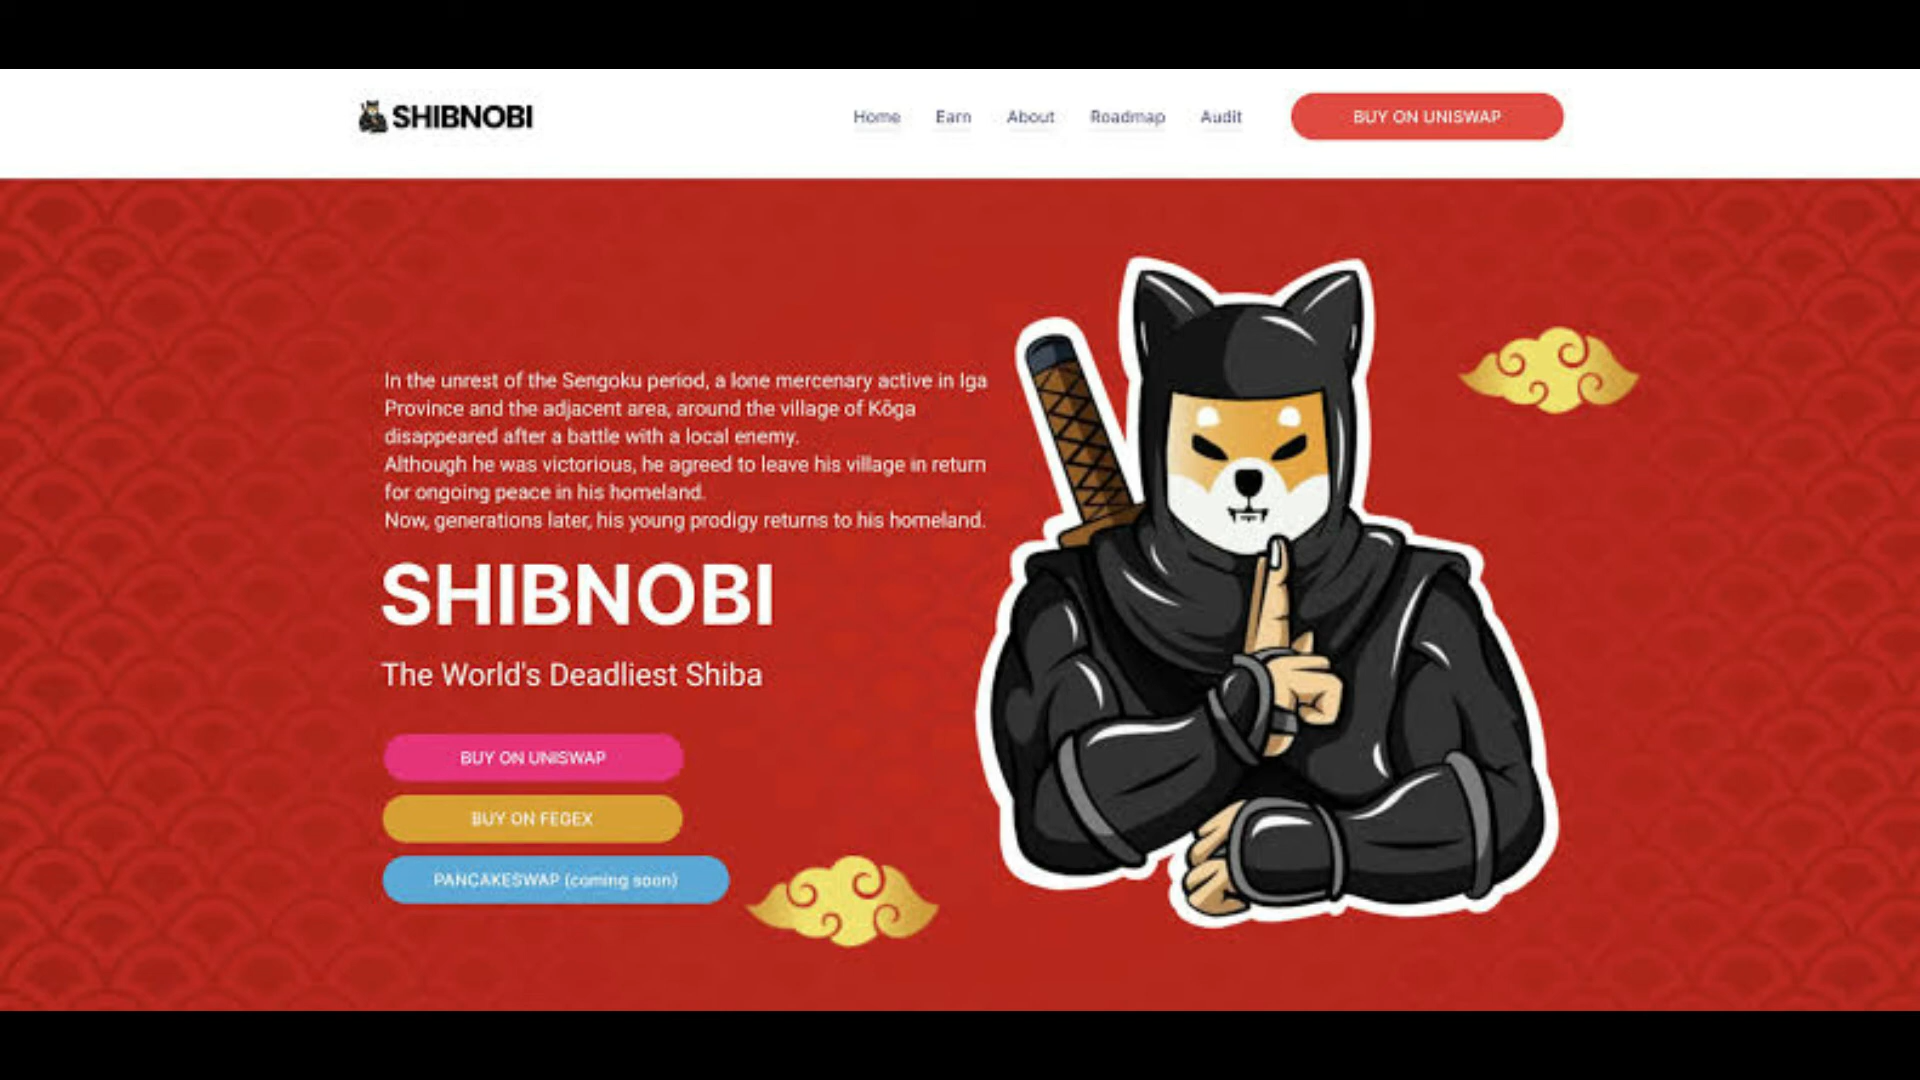 SHIBNOBI
Home
Earn
About
Roadmap
Audit
BUY ON UNISWAP
In the unrest of the Sengoku period, a lone mercenary active in Iga
Province and the adjacent area, around the village of Kōga
disappeared after a battle with a local enemy.
Although he was victorious, he agreed to leave his village in return
for ongoing peace in his homeland.
Now, generations later, his young prodigy returns to his homeland.
SHIBNOBI
The World's Deadliest Shiba
BUY ON UNISWAP
BUY ON FEGEX
PANCAKESWAP (coming soon)